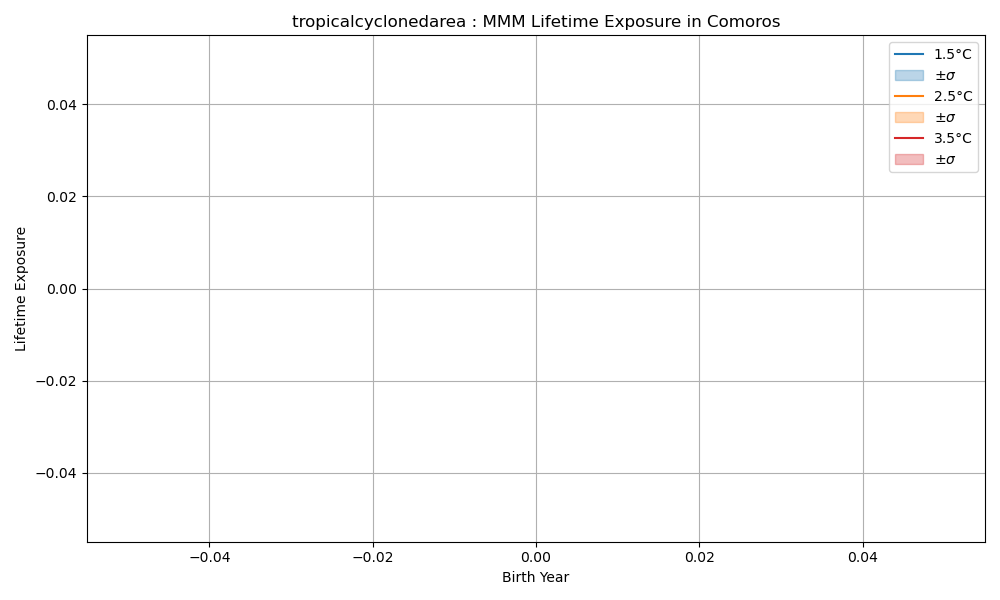 tropicalcyclonedarea : MMM Lifetime Exposure in Comoros
1.5°C
±σ
2.5°C
±σ
3.5°C
±σ
Lifetime Exposure
0.04
0.02
0.00
−0.02
−0.04
−0.04
−0.02
0.00
0.02
0.04
Birth Year